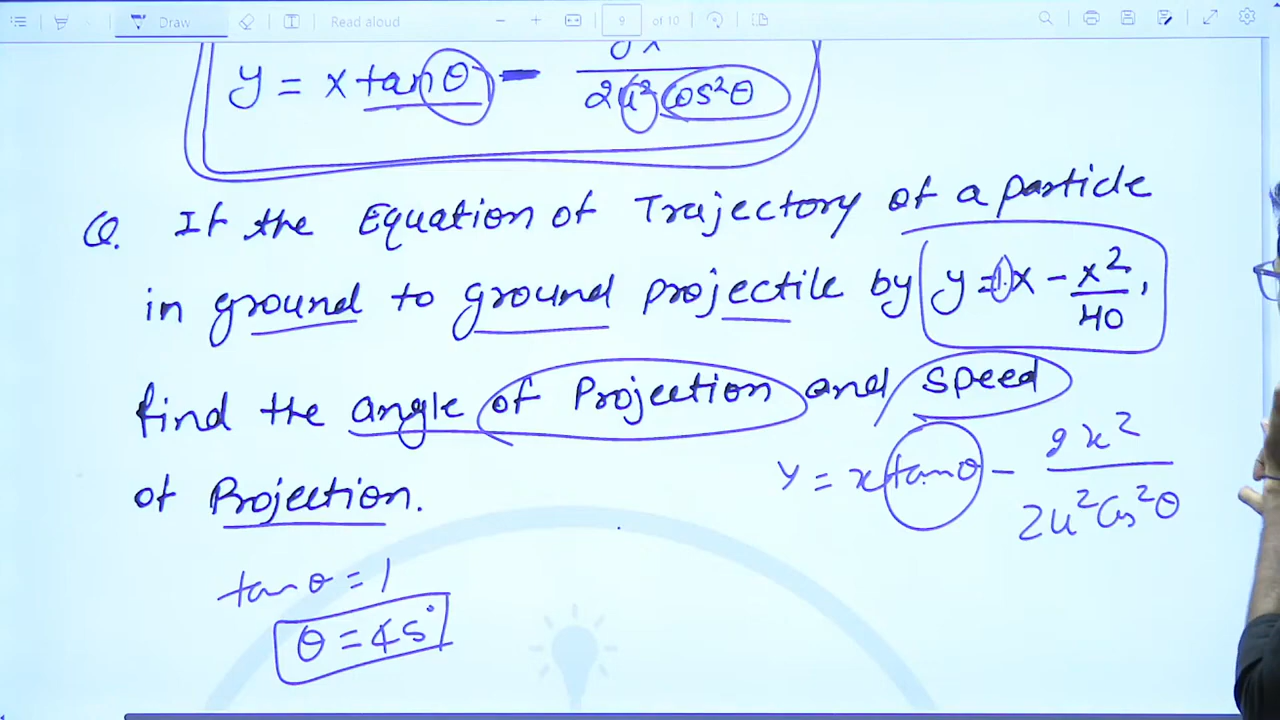 Draw
Read aloud
9 of 10
y = x tanθ - 2u²cos²θ
Q. If the Equation of Trajectory of a particle
in ground to ground projectile by y = 1.x - x²/40,
find the angle of Projection and speed
of Projection.
y = x tanθ - gx²/2u²cos²θ
tanθ = 1
θ = 45°